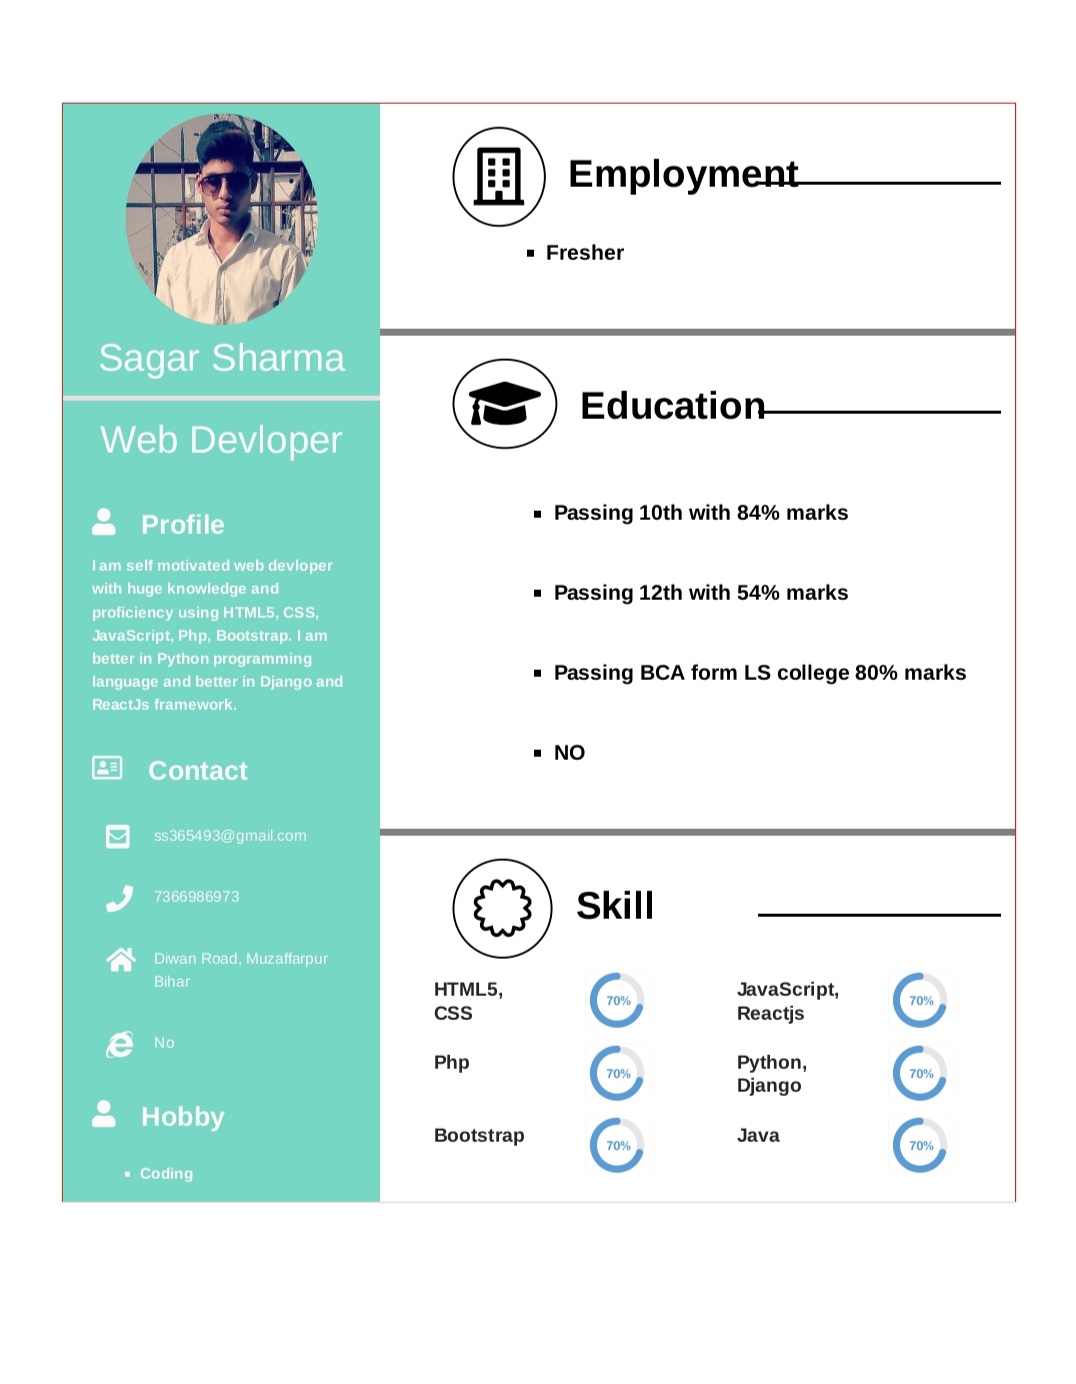 Sagar Sharma
Web Devloper
Profile
I am self motivated web devloper
with huge knowledge and
proficiency using HTML5, CSS,
JavaScript, Php, Bootstrap. I am
better in Python programming
language and better in Django and
ReactJs framework.
Contact
ss365493@gmail.com
7366986973
Diwan Road, Muzaffarpur
Bihar
No
Hobby
Coding
Employment
Fresher
Education
Passing 10th with 84% marks
Passing 12th with 54% marks
Passing BCA form LS college 80% marks
NO
Skill
HTML5,
CSS
70%
JavaScript,
Reactjs
70%
Php
70%
Python,
Django
70%
Bootstrap
70%
Java
70%